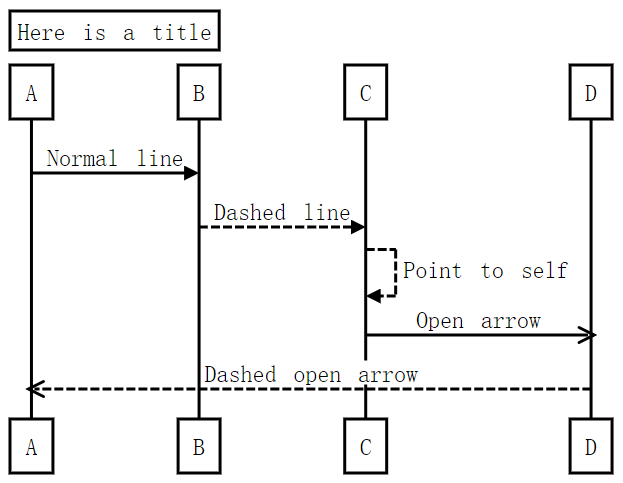 Here is a title
A
B
C
D
Normal line
Dashed line
Point to self
Open arrow
Dashed open arrow
A
B
C
D